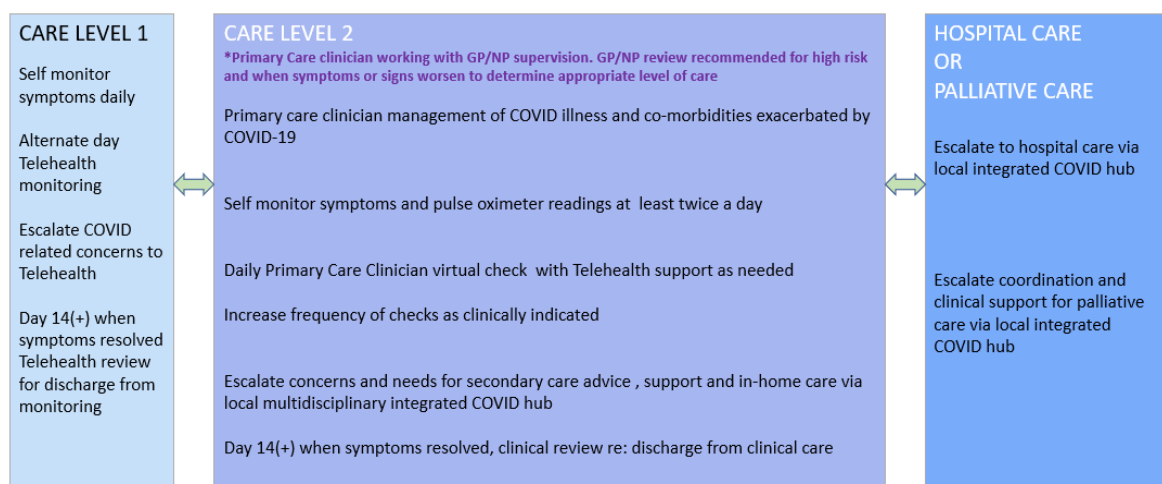 CARE LEVEL 1
Self monitor
symptoms daily
Alternate day
Telehealth
monitoring
Escalate COVID
related concerns to
Telehealth
Day 14(+) when
symptoms resolved
Telehealth review
for discharge from
monitoring
CARE LEVEL 2
*Primary Care clinician working with GP/NP supervision. GP/NP review recommended for high risk
and when symptoms or signs worsen to determine appropriate level of care
Primary care clinician management of COVID illness and co-morbidities exacerbated by
COVID-19
Self monitor symptoms and pulse oximeter readings at least twice a day
Daily Primary Care Clinician virtual check with Telehealth support as needed
Increase frequency of checks as clinically indicated
Escalate concerns and needs for secondary care advice , support and in-home care via
local multidisciplinary integrated COVID hub
Day 14(+) when symptoms resolved, clinical review re: discharge from clinical care
HOSPITAL CARE
OR
PALLIATIVE CARE
Escalate to hospital care via
local integrated COVID hub
Escalate coordination and
clinical support for palliative
care via local integrated
COVID hub